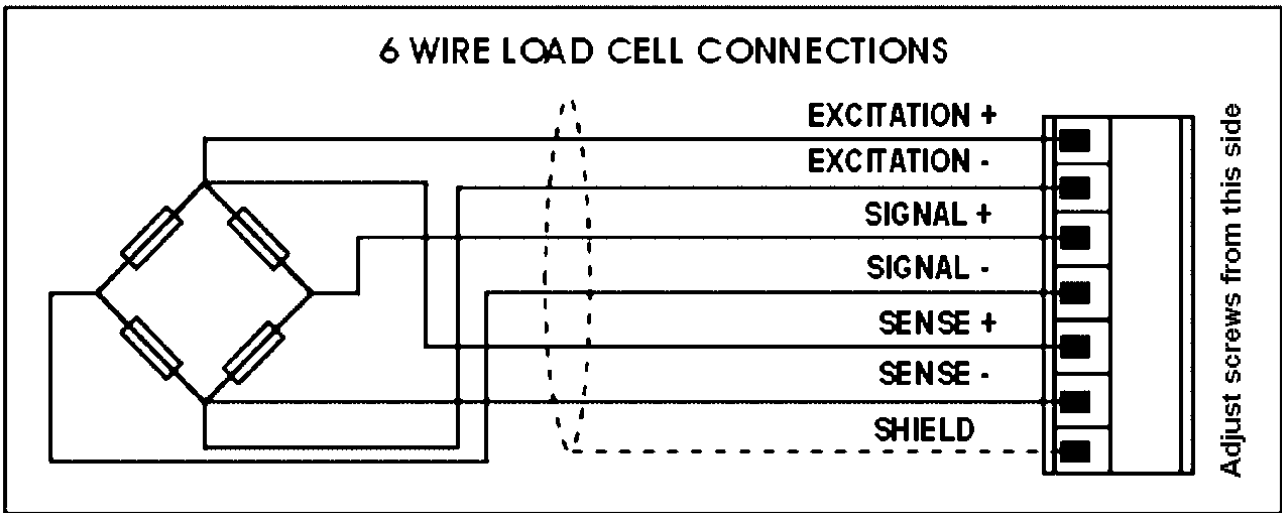 6 WIRE LOAD CELL CONNECTIONS
EXCITATION +
EXCITATION -
SIGNAL +
SIGNAL -
SENSE +
SENSE -
SHIELD
Adjust screws from this side